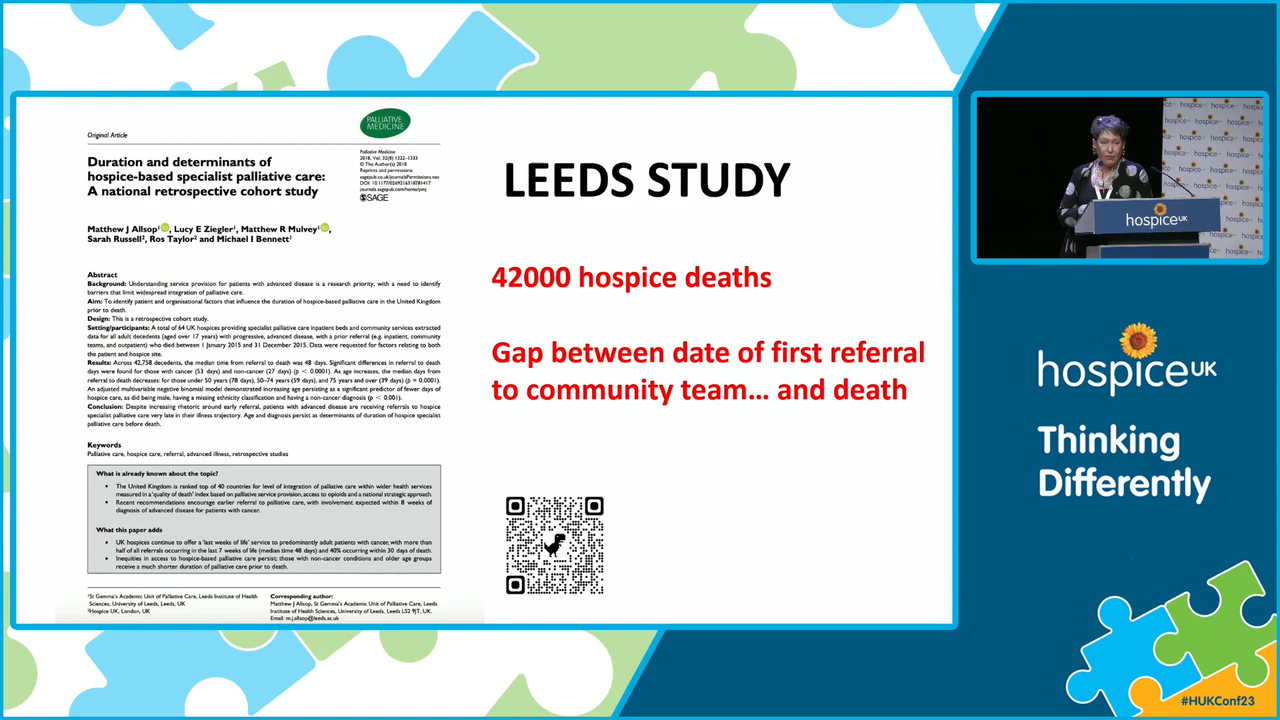 Original Article
PALLIATIVE
MEDICINE
Duration and determinants of
hospice-based specialist palliative care:
A national retrospective cohort study
Palliative Medicine
2018, Vol. 32(8) 1322–1333
© The Author(s) 2018
Reprints and permissions:
sagepub.co.uk/journalsPermissions.nav
DOI: 10.1177/0269216318781417
journals.sagepub.com/home/pmj
SAGE
Matthew J Allsop¹, Lucy E Ziegler¹, Matthew R Mulvey¹,
Sarah Russell², Ros Taylor² and Michael I Bennett¹
Abstract
Background: Understanding service provision for patients with advanced disease is a research priority, with a need to identify
barriers that limit widespread integration of palliative care.
Aim: To identify patient and organisational factors that influence the duration of hospice-based palliative care in the United Kingdom
prior to death.
Design: This is a retrospective cohort study.
Setting/participants: A total of 64 UK hospices providing specialist palliative care inpatient beds and community services extracted
data for all adult decedents (aged over 17 years) with progressive, advanced disease, with a prior referral (e.g. inpatient, community
teams, and outpatient) who died between 1 January 2015 and 31 December 2015. Data were requested for factors relating to both
the patient and hospice site.
Results: Across 42,758 decedents, the median time from referral to death was 48 days. Significant differences in referral to death
days were found for those with cancer (53 days) and non-cancer (27 days) (p < 0.0001). As age increases, the median days from
referral to death decreases: for those under 50 years (78 days), 50–74 years (59 days), and 75 years and over (39 days) (p = 0.0001).
An adjusted multivariable negative binomial model demonstrated increasing age persisting as a significant predictor of fewer days of
hospice care, as did being male, having a missing ethnicity classification and having a non-cancer diagnosis (p < 0.001).
Conclusion: Despite increasing rhetoric around early referral, patients with advanced disease are receiving referrals to hospice
specialist palliative care very late in their illness trajectory. Age and diagnosis persist as determinants of duration of hospice specialist
palliative care before death.
Keywords
Palliative care, hospice care, referral, advanced illness, retrospective studies
What is already known about the topic?
• The United Kingdom is ranked top of 40 countries for level of integration of palliative care within wider health services
measured in a 'quality of death' index based on palliative service provision, access to opioids and a national strategic approach.
• Recent recommendations encourage earlier referral to palliative care, with involvement expected within 8 weeks of
diagnosis of advanced disease for patients with cancer.
What this paper adds
• UK hospices continue to offer a 'last weeks of life' service to predominantly adult patients with cancer, with more than
half of all referrals occurring in the last 7 weeks of life (median time 48 days) and 40% occurring within 30 days of death.
• Inequities in access to hospice-based palliative care persist; those with non-cancer conditions and older age groups
receive a much shorter duration of palliative care prior to death.
¹St Gemma's Academic Unit of Palliative Care, Leeds Institute of Health
Sciences, University of Leeds, Leeds, UK
²Hospice UK, London, UK
Corresponding author:
Matthew J Allsop, St Gemma's Academic Unit of Palliative Care, Leeds
Institute of Health Sciences, University of Leeds, Leeds LS2 9JT, UK.
Email: m.j.allsop@leeds.ac.uk
LEEDS STUDY
42000 hospice deaths
Gap between date of first referral
to community team... and death
hospice UK
hospice UK
Thinking
Differently
#HUKConf23